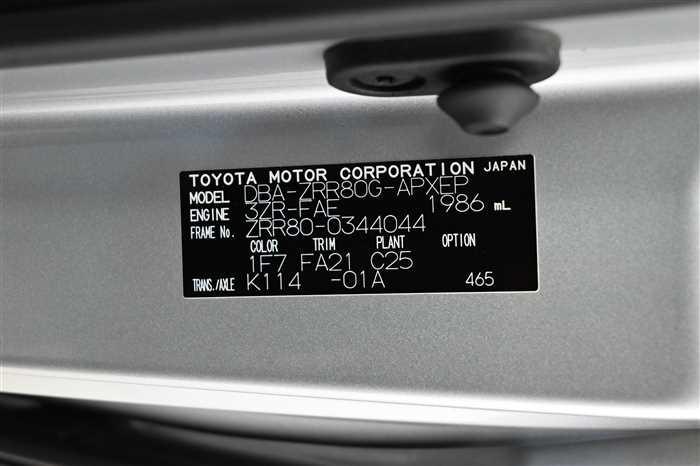 TOYOTA MOTOR CORPORATION JAPAN
MODEL DBA-ZRR80G-APXEP
ENGINE 3ZR-FAE 1986 mL
FRAME No. ZRR80-0344044
COLOR TRIM PLANT OPTION
1F7 FA21 C25
TRANS./AXLE K114 -01A 465